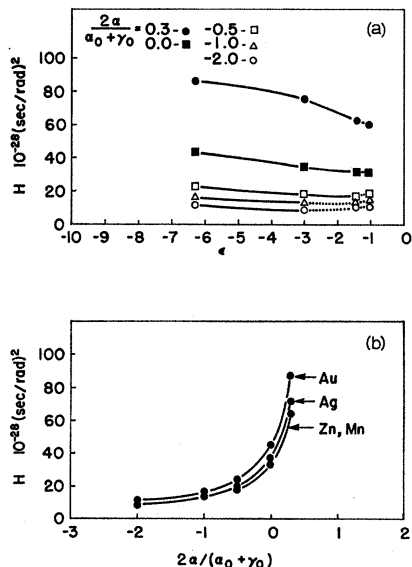 2α/(α₀+γ₀) = 0.3-● -0.5-□ (a)
0.0-■ -1.0-△
-2.0-○
100
80
60
40
20
0
H 10⁻²⁸(sec/rad)²
-10 -9 -8 -7 -6 -5 -4 -3 -2 -1 0
ϵ
(b)
100
80
60
40
20
0
H 10⁻²⁸(sec/rad)²
Au
Ag
Zn, Mn
-3 -2 -1 0 1 2
2α/(α₀+γ₀)